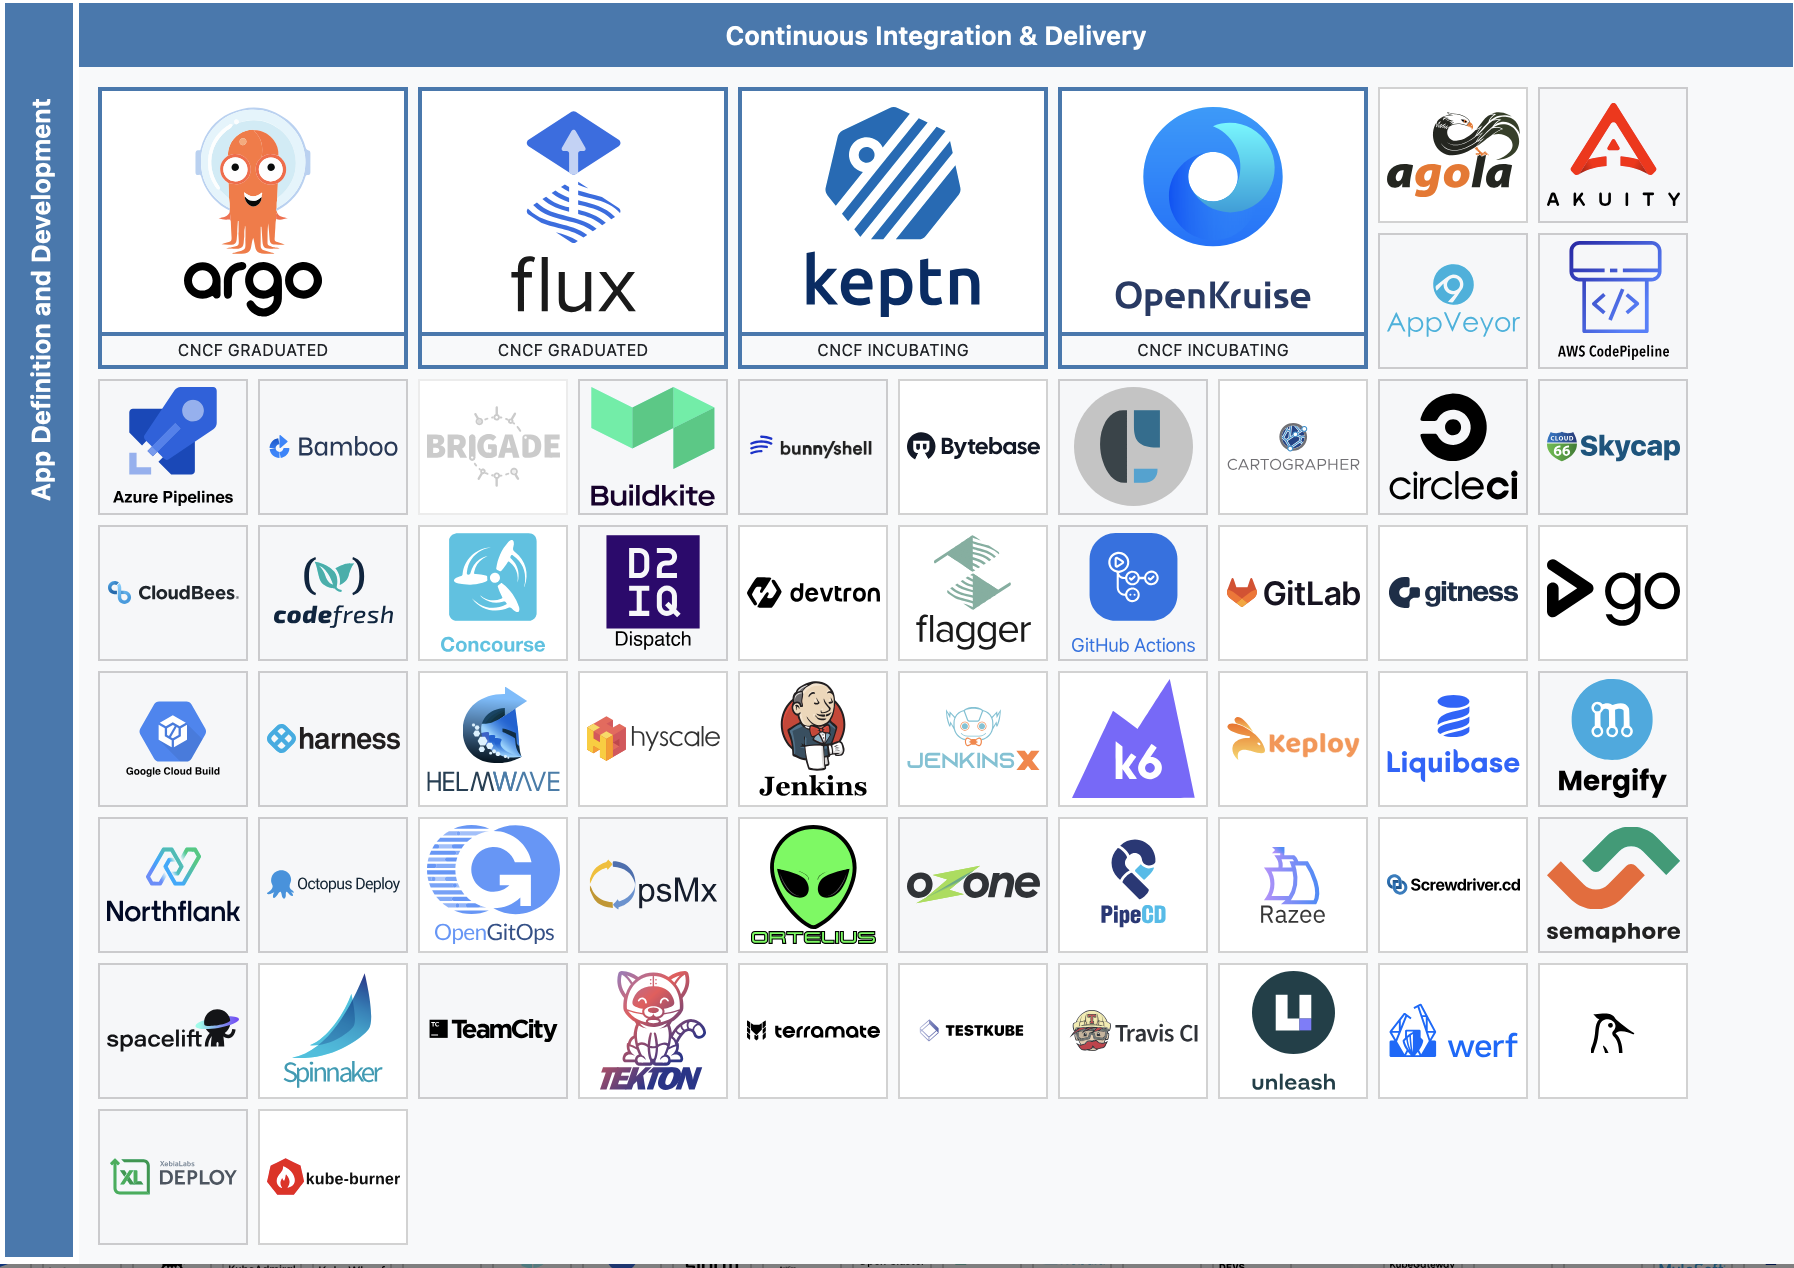 Continuous Integration & Delivery
App Definition and Development
argo
CNCF GRADUATED
flux
CNCF GRADUATED
keptn
CNCF INCUBATING
OpenKruise
CNCF INCUBATING
agola
AKUITY
AppVeyor
AWS CodePipeline
Azure Pipelines
Bamboo
BRIGADE
Buildkite
bunnyshell
Bytebase
CARTOGRAPHER
circleci
CLOUD
66
Skycap
CloudBees.
codefresh
Concourse
D2
IQ
Dispatch
devtron
flagger
GitHub Actions
GitLab
gitness
go
Google Cloud Build
harness
HELMWAVE
hyscale
Jenkins
JENKINS X
k6
Keploy
Liquibase
m
Mergify
Northflank
Octopus Deploy
G
OpenGitOps
OpsMx
ORTELIUS
ozone
PipeCD
Razee
Screwdriver.cd
semaphore
spacelift
Spinnaker
TC
TeamCity
TEKTON
terramate
TESTKUBE
Travis CI
unleash
werf
XL
XebiaLabs
DEPLOY
kube-burner